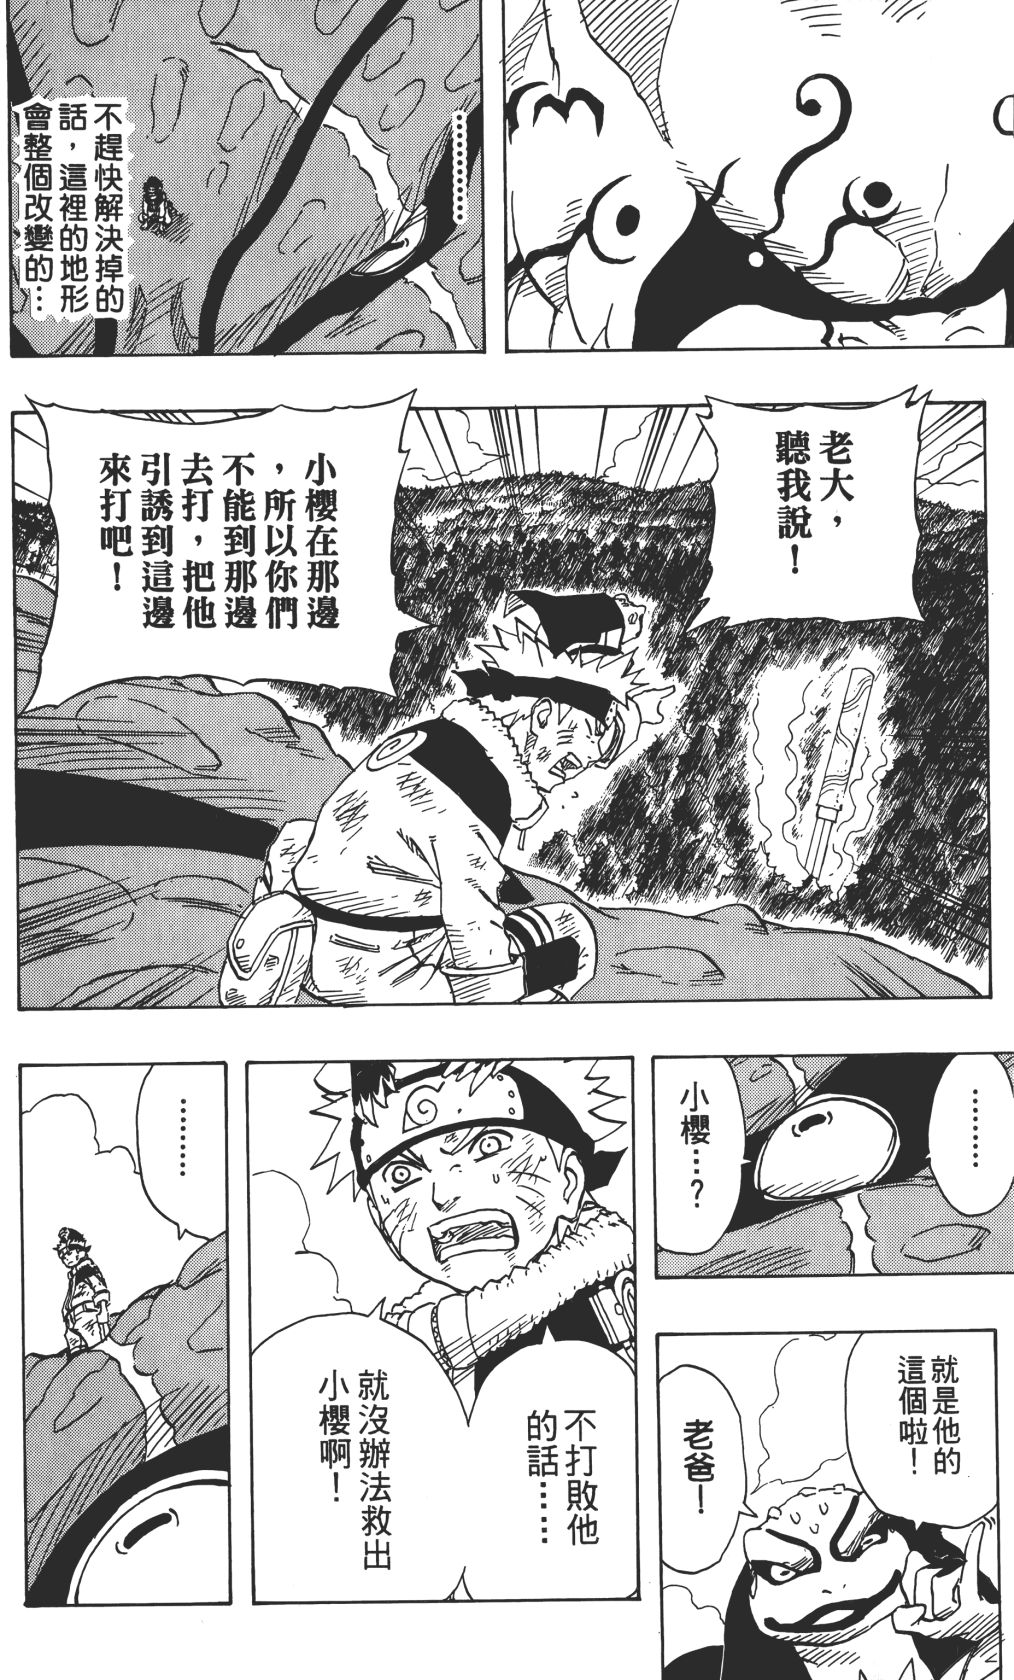 …………
不趕快解決掉的
話，這裡的地形
會整個改變的…
老大，
聽我說！
小櫻在那邊
，所以你們
不能到那邊
去打，把他
引誘到這邊
來打吧！
……
小櫻…？
就是他的
這個啦！
老爸！
不打敗他
的話……
就沒辦法救出
小櫻啊！
……